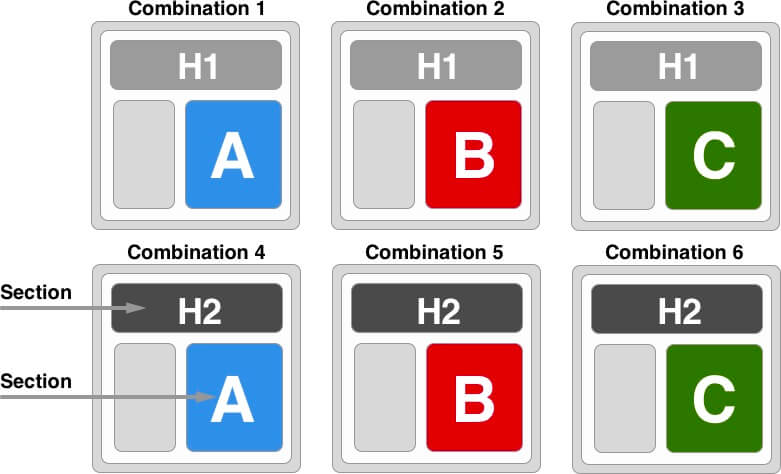 Combination 1
Combination 2
Combination 3
H1
H1
H1
A
B
C
Combination 4
Combination 5
Combination 6
Section
H2
H2
H2
Section
A
B
C